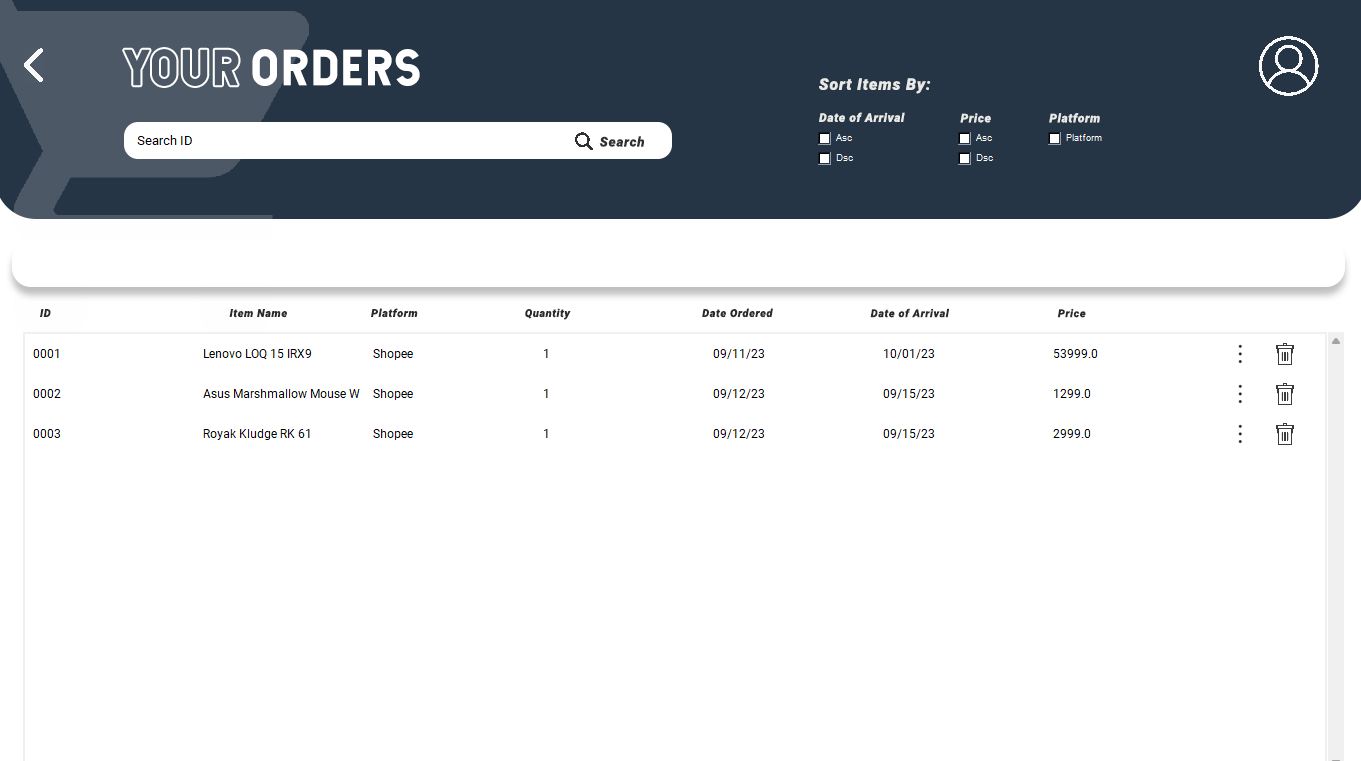 YOUR ORDERS
Sort Items By:
Date of Arrival Price Platform
Search ID Search
Asc Asc Platform
Dsc Dsc
ID Item Name Platform Quantity Date Ordered Date of Arrival Price
0001 Lenovo LOQ 15 IRX9 Shopee 1 09/11/23 10/01/23 53999.0
0002 Asus Marshmallow Mouse W Shopee 1 09/12/23 09/15/23 1299.0
0003 Royak Kludge RK 61 Shopee 1 09/12/23 09/15/23 2999.0